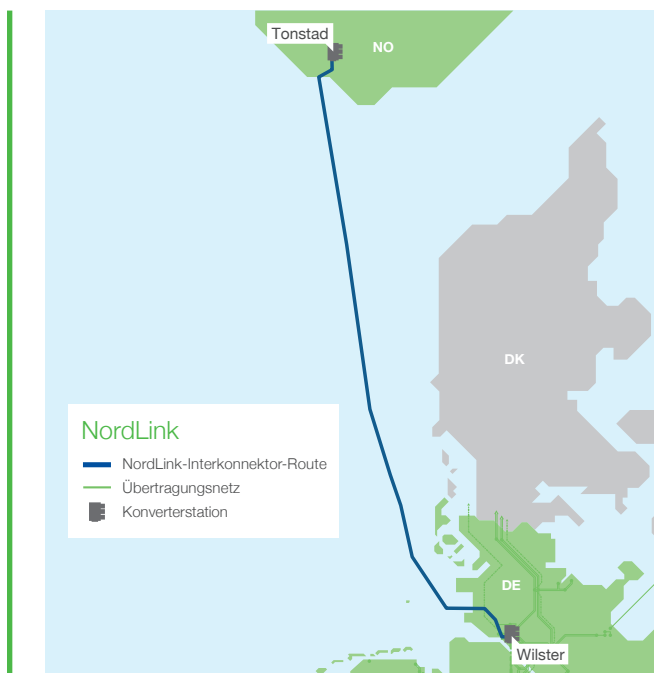 Tonstad
NO
DK
NordLink
NordLink-Interkonnektor-Route
Übertragungsnetz
Konverterstation
DE
Wilster